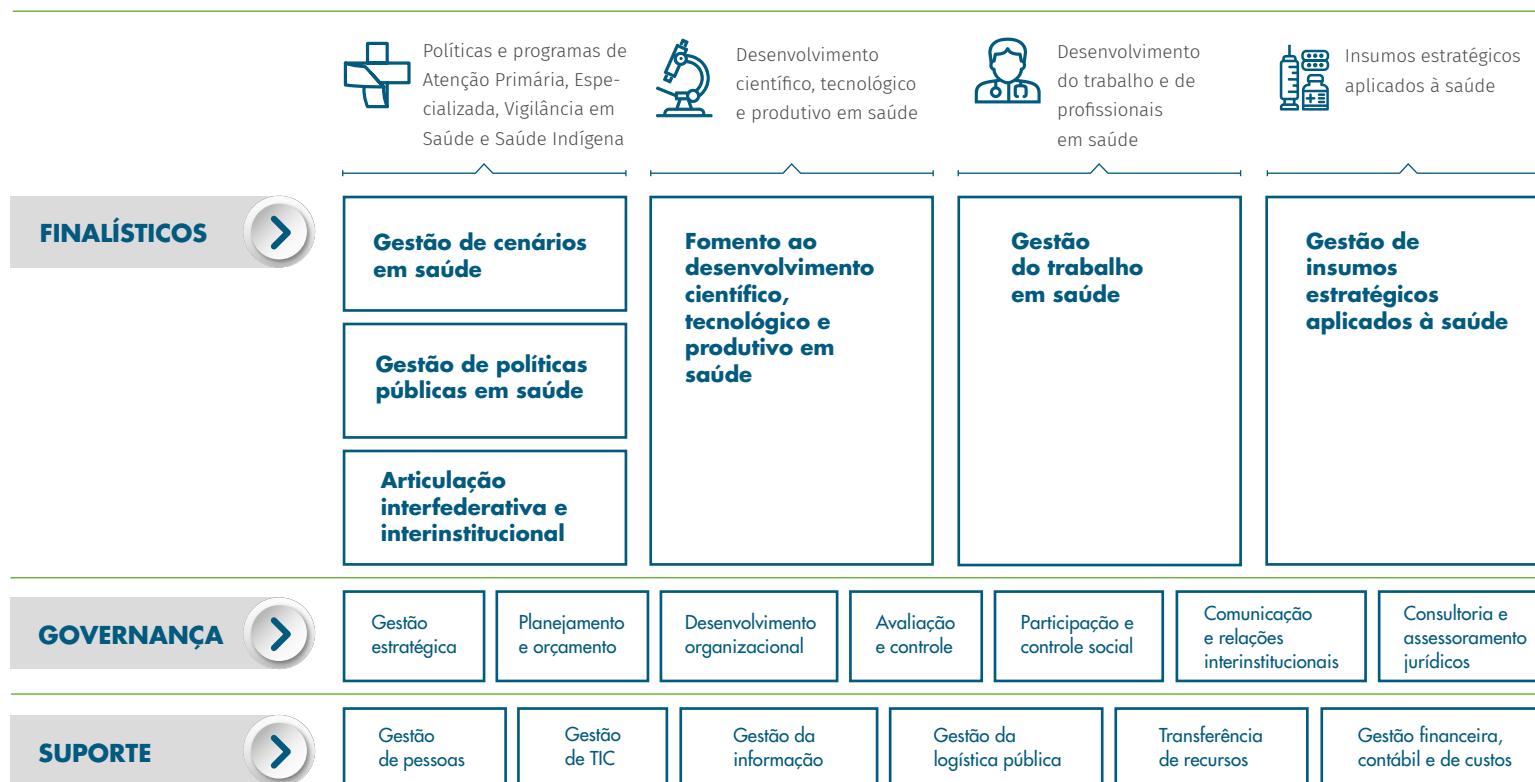 Políticas e programas de
Atenção Primária, Espe-
cializada, Vigilância em
Saúde e Saúde Indígena
Desenvolvimento
científico, tecnológico
e produtivo em saúde
Desenvolvimento
do trabalho e de
profissionais
em saúde
Insumos estratégicos
aplicados à saúde
FINALÍSTICOS
Gestão de cenários
em saúde
Gestão de políticas
públicas em saúde
Articulação
interfederativa e
interinstitucional
Fomento ao
desenvolvimento
científico,
tecnológico e
produtivo em
saúde
Gestão
do trabalho
em saúde
Gestão de
insumos
estratégicos
aplicados à saúde
GOVERNANÇA
Gestão
estratégica
Planejamento
e orçamento
Desenvolvimento
organizacional
Avaliação
e controle
Participação e
controle social
Comunicação
e relações
interinstitucionais
Consultoria e
assessoramento
jurídicos
SUPORTE
Gestão
de pessoas
Gestão
de TIC
Gestão da
informação
Gestão da
logística pública
Transferência
de recursos
Gestão financeira,
contábil e de custos